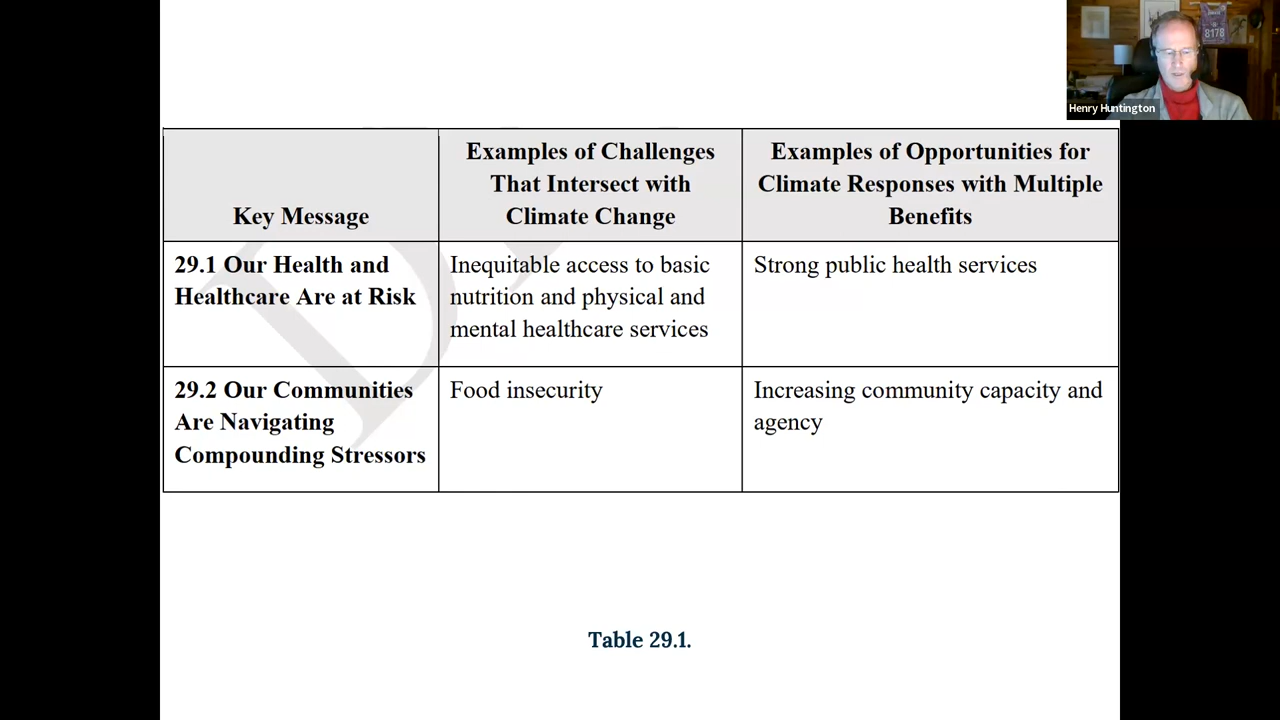 8178
Henry Huntington
Key Message
Examples of Challenges
That Intersect with
Climate Change
Examples of Opportunities for
Climate Responses with Multiple
Benefits
29.1 Our Health and
Healthcare Are at Risk
Inequitable access to basic
nutrition and physical and
mental healthcare services
Strong public health services
29.2 Our Communities
Are Navigating
Compounding Stressors
Food insecurity
Increasing community capacity and
agency
Table 29.1.